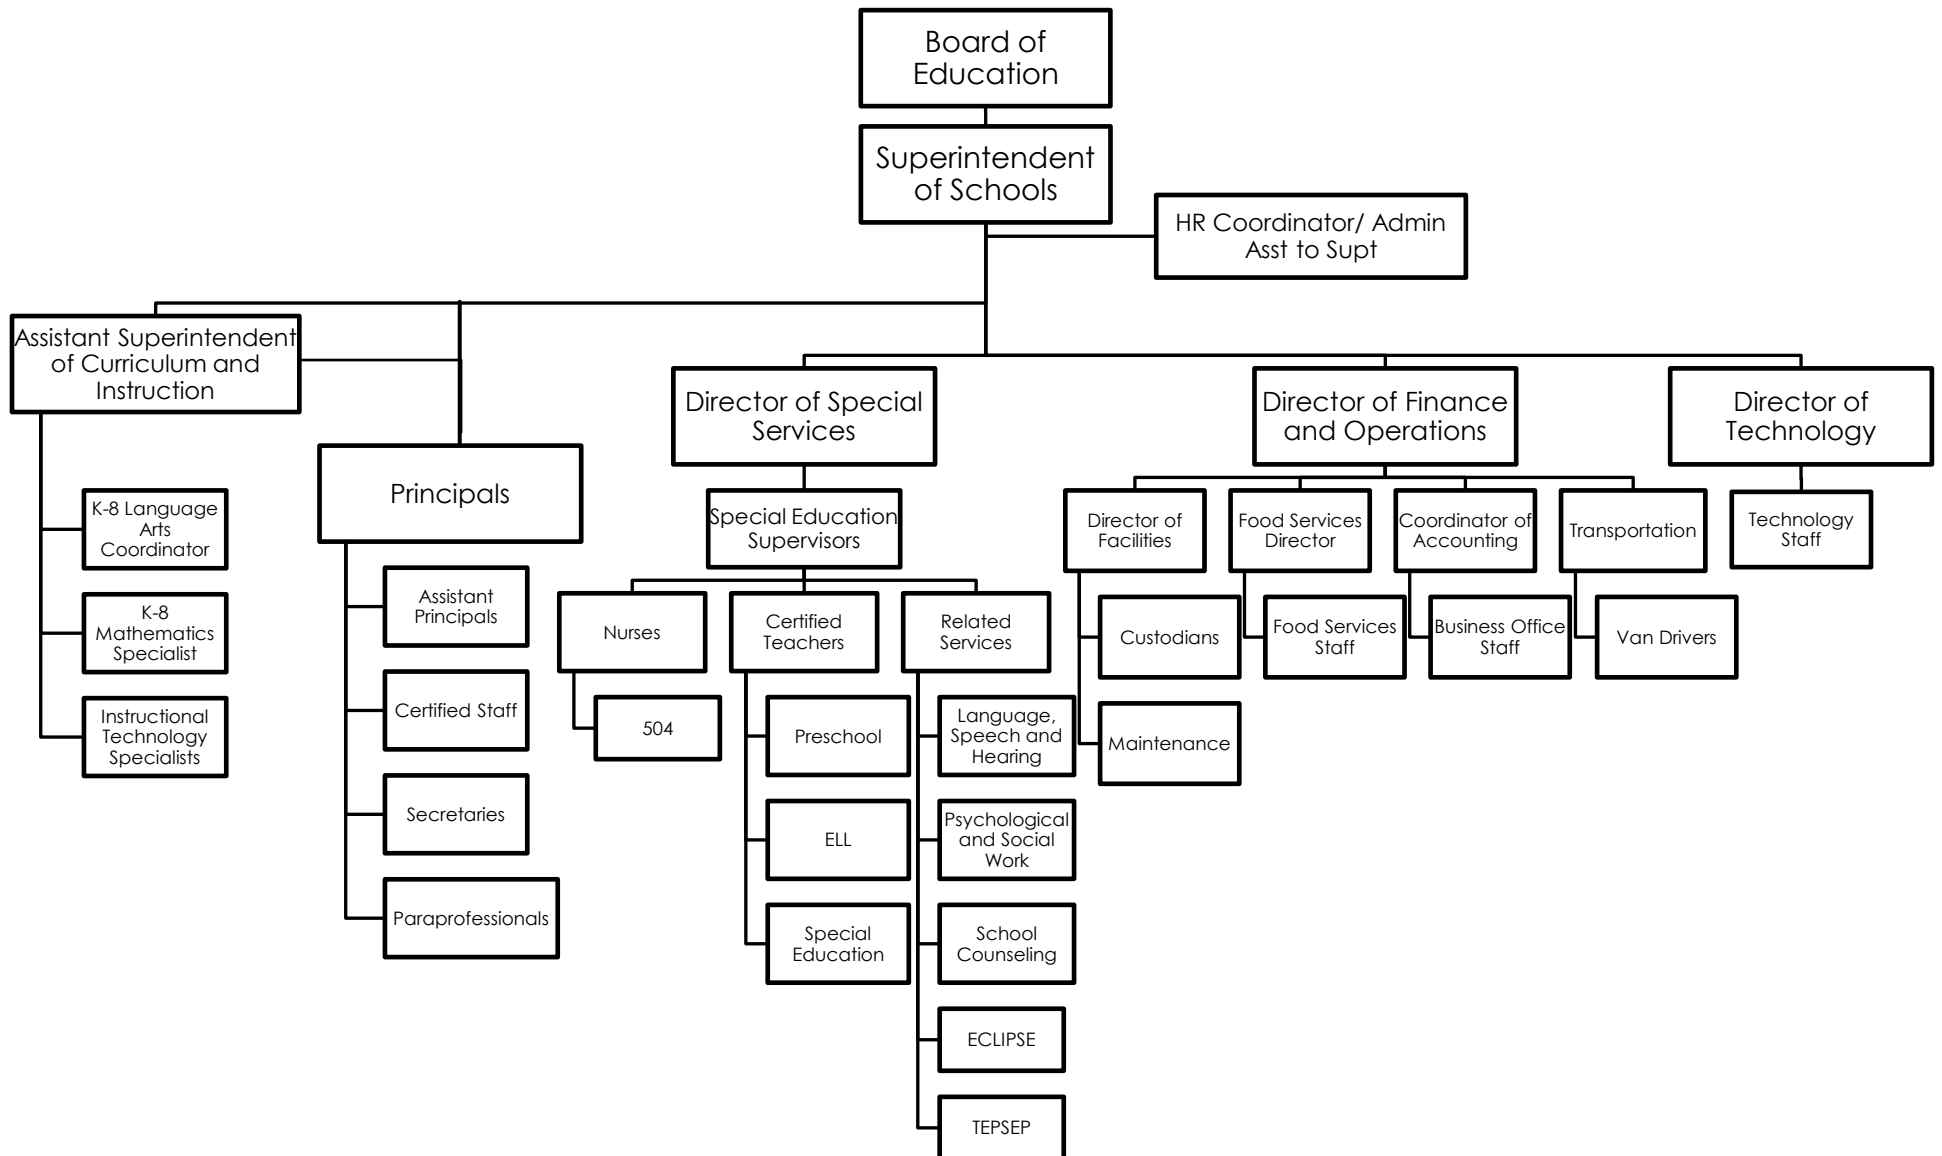 Board of
Education
Superintendent
of Schools
HR Coordinator/ Admin
Asst to Supt
Assistant Superintendent
of Curriculum and
Instruction
K-8 Language
Arts
Coordinator
K-8
Mathematics
Specialist
Instructional
Technology
Specialists
Principals
Assistant
Principals
Certified Staff
Secretaries
Paraprofessionals
Director of Special
Services
Special Education
Supervisors
Nurses
504
Certified
Teachers
Preschool
ELL
Special
Education
Related
Services
Language,
Speech and
Hearing
Psychological
and Social
Work
School
Counseling
ECLIPSE
TEPSEP
Director of Finance
and Operations
Director of
Facilities
Custodians
Maintenance
Food Services
Director
Food Services
Staff
Coordinator of
Accounting
Business Office
Staff
Transportation
Van Drivers
Director of
Technology
Technology
Staff